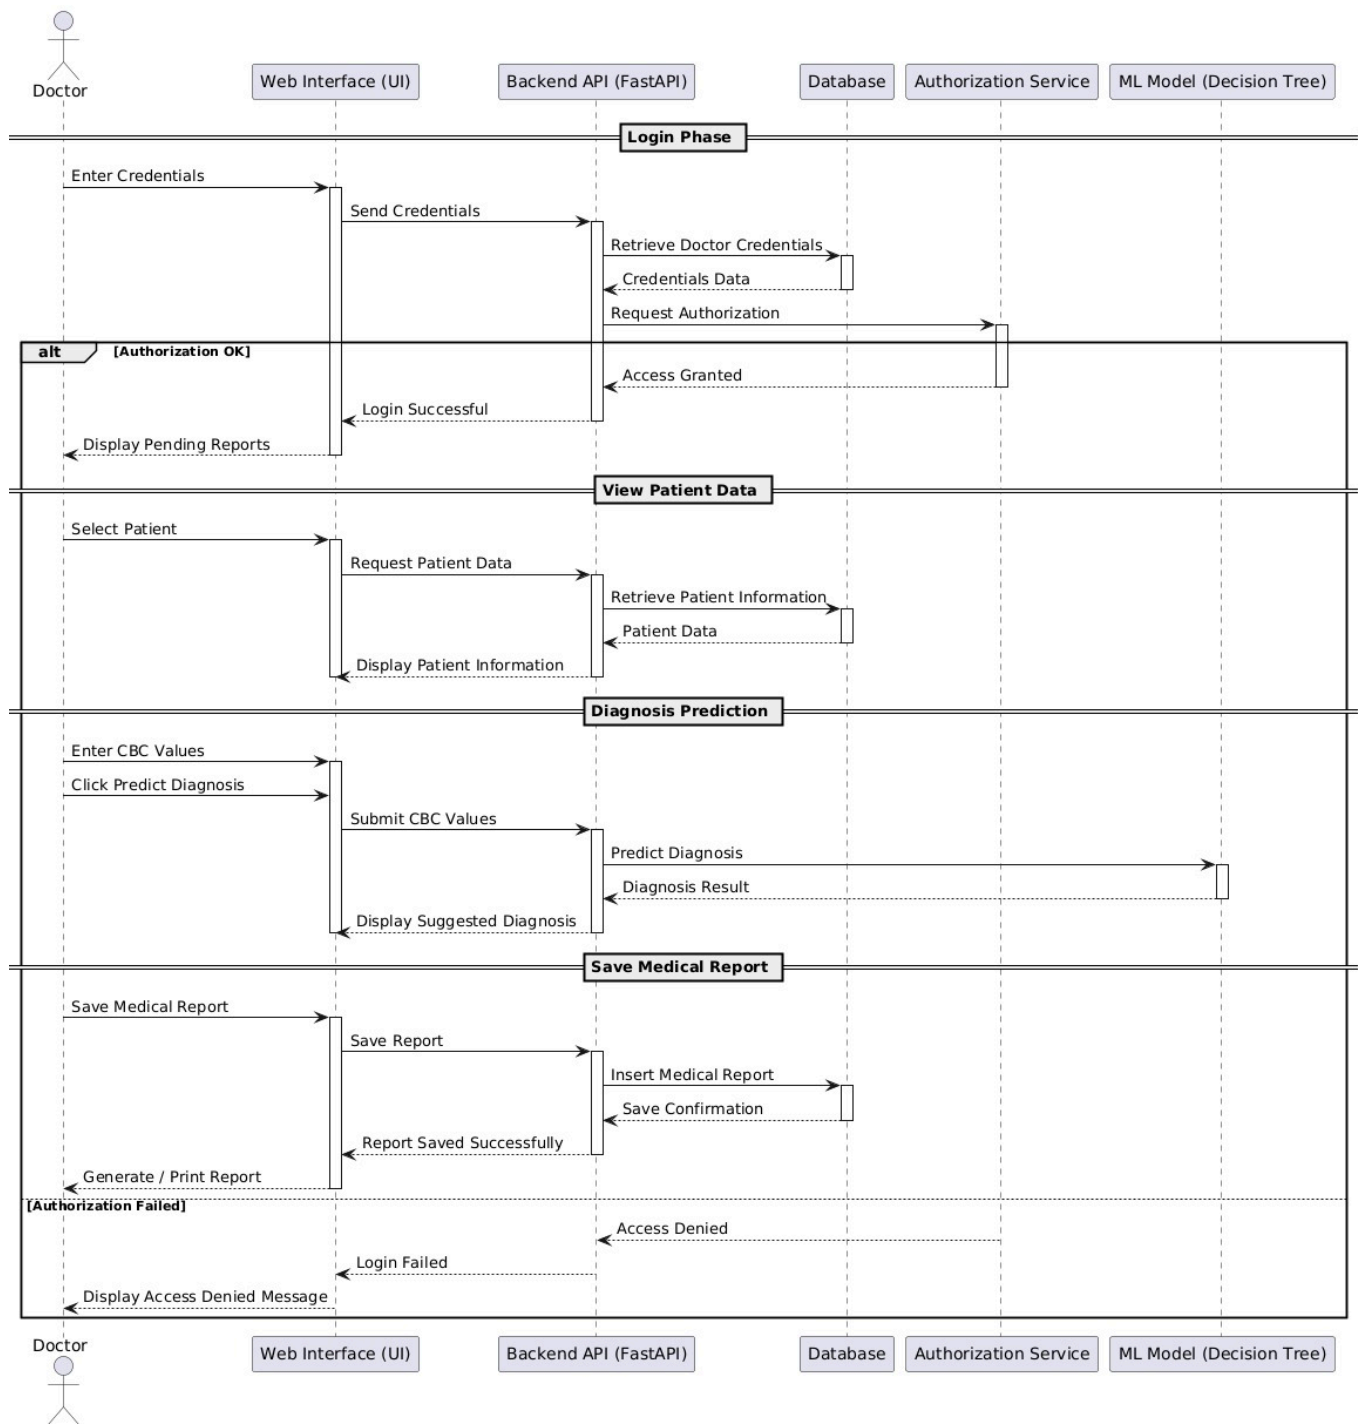 Doctor
Web Interface (UI)
Backend API (FastAPI)
Database
Authorization Service
ML Model (Decision Tree)
Login Phase
Enter Credentials
Send Credentials
Retrieve Doctor Credentials
Credentials Data
Request Authorization
alt
[Authorization OK]
Access Granted
Login Successful
Display Pending Reports
View Patient Data
Select Patient
Request Patient Data
Retrieve Patient Information
Patient Data
Display Patient Information
Diagnosis Prediction
Enter CBC Values
Click Predict Diagnosis
Submit CBC Values
Predict Diagnosis
Diagnosis Result
Display Suggested Diagnosis
Save Medical Report
Save Medical Report
Save Report
Insert Medical Report
Save Confirmation
Report Saved Successfully
Generate / Print Report
[Authorization Failed]
Access Denied
Login Failed
Display Access Denied Message
Doctor
Web Interface (UI)
Backend API (FastAPI)
Database
Authorization Service
ML Model (Decision Tree)